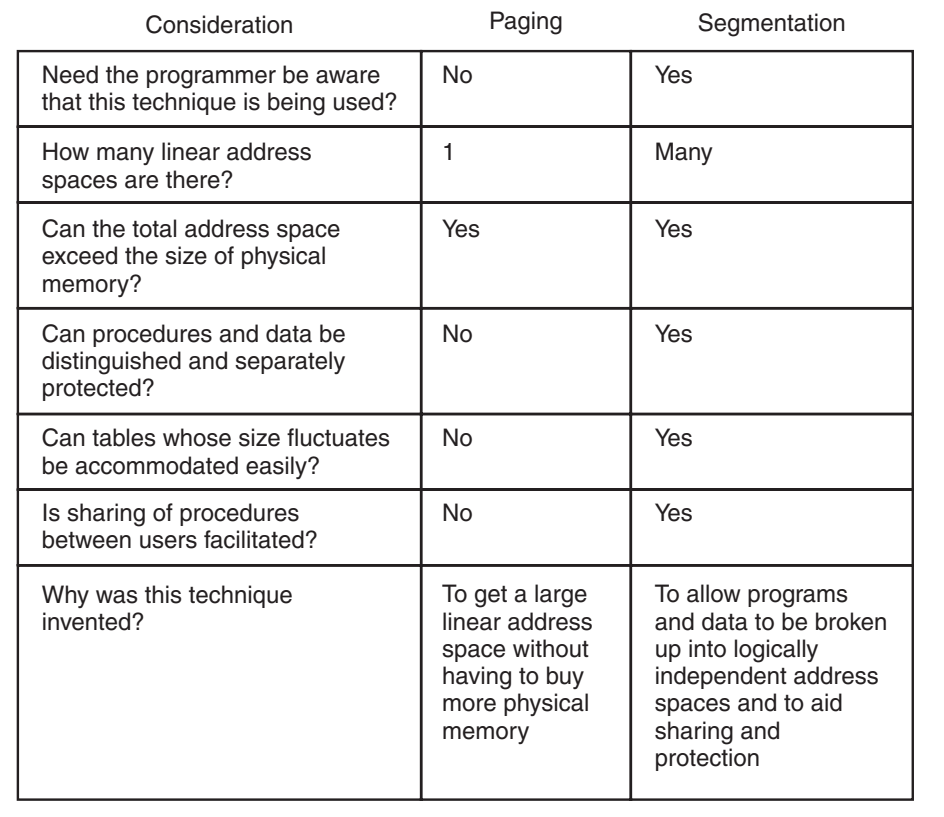 Consideration Paging Segmentation
Need the programmer be aware No Yes
that this technique is being used?
How many linear address 1 Many
spaces are there?
Can the total address space Yes Yes
exceed the size of physical
memory?
Can procedures and data be No Yes
distinguished and separately
protected?
Can tables whose size fluctuates No Yes
be accommodated easily?
Is sharing of procedures No Yes
between users facilitated?
Why was this technique To get a large To allow programs
invented? linear address and data to be broken
space without up into logically
having to buy independent address
more physical spaces and to aid
memory sharing and
protection